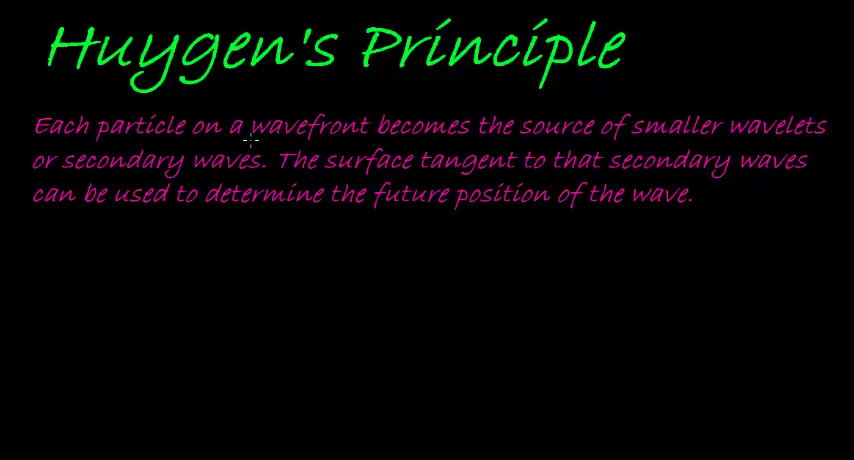 Huygen's Principle
Each particle on a wavefront becomes the source of smaller wavelets
or secondary waves. The surface tangent to that secondary waves
can be used to determine the future position of the wave.